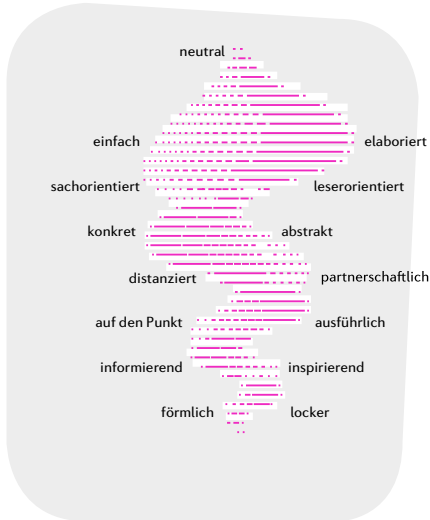 neutral
einfach elaboriert
sachorientiert leserorientiert
konkret abstrakt
distanziert partnerschaftlich
auf den Punkt ausführlich
informierend inspirierend
förmlich locker